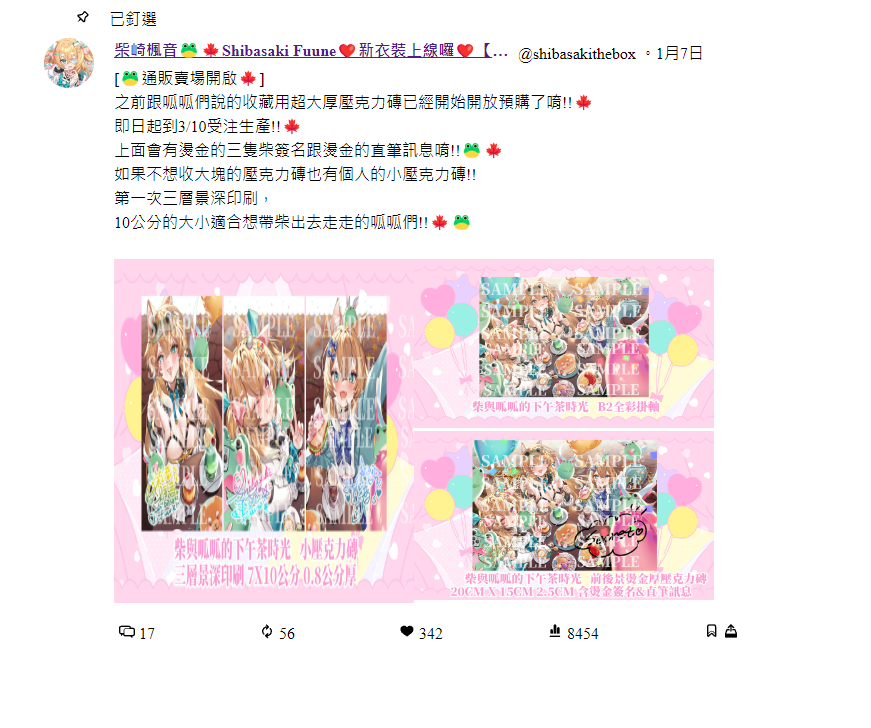 已釘選
柴崎楓音🐸🍁Shibasaki Fuune❤️新衣裝上線囉❤️【… @shibasakithebox · 1月7日
[🐸通販賣場開啟🍁]
之前跟呱呱們說的收藏用超大厚壓克力磚已經開始開放預購了唷!!🍁
即日起到3/10受注生產!!🍁
上面會有燙金的三隻柴簽名跟燙金的直筆訊息唷!!🐸🍁
如果不想收大塊的壓克力磚也有個人的小壓克力磚!!
第一次三層景深印刷，
10公分的大小適合想帶柴出去走走的呱呱們!!🍁🐸
SAMPLE SAMPLE SAMPLE
柴與呱呱的下午茶時光 小壓克力磚
三層景深印刷 7X10公分 0.8公分厚
SAMPLE SAMPLE
柴與呱呱的下午茶時光 B2全彩掛軸
SAMPLE SAMPLE
柴與呱呱的下午茶時光 前後景燙金厚壓克力磚
20CM X 15CM 2.5CM 含燙金簽名&直筆訊息
17 56 342 8454